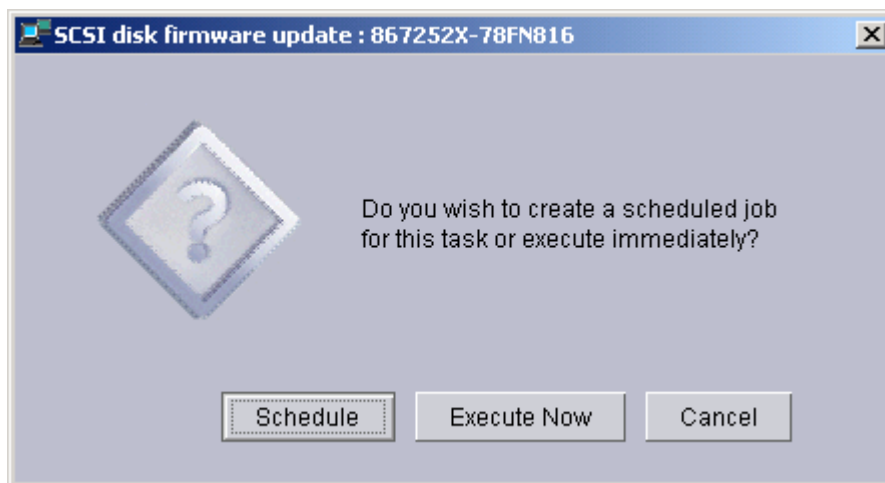 SCSI disk firmware update : 867252X-78FN816
Do you wish to create a scheduled job
for this task or execute immediately?
Schedule Execute Now Cancel